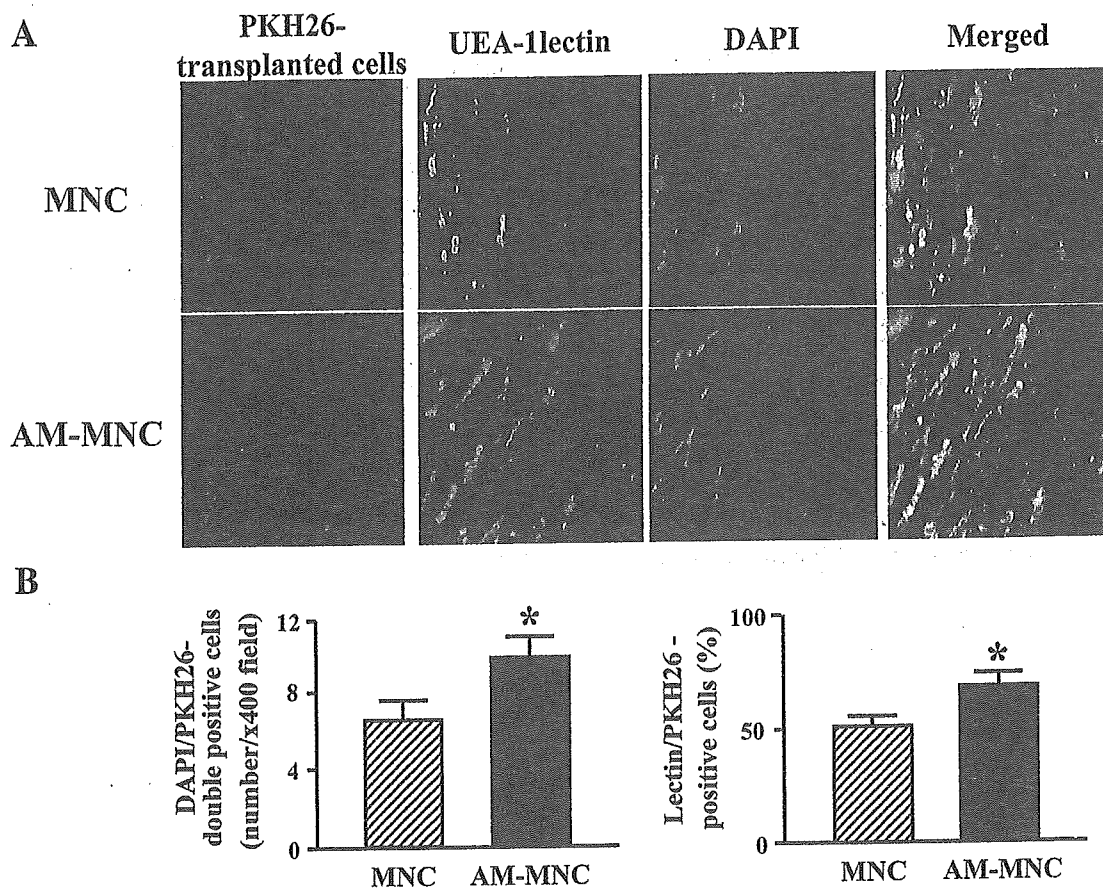 A
PKH26-
transplanted cells
UEA-1lectin
DAPI
Merged
MNC
AM-MNC
B
DAPI/PKH26-
double positive cells
(number/x400 field)
12
8
4
0
*
MNC
AM-MNC
Lectin/PKH26 -
positive cells (%)
100
50
0
*
MNC
AM-MNC